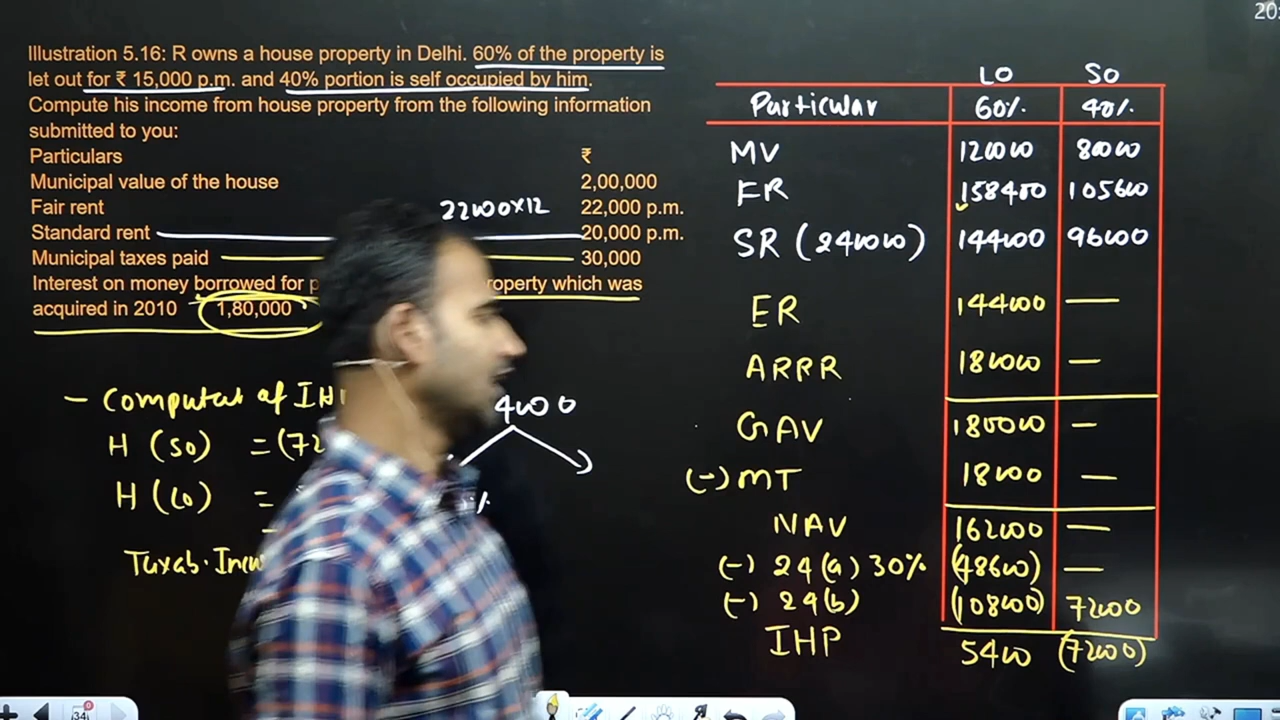 20:
Illustration 5.16: R owns a house property in Delhi. 60% of the property is
let out for ₹ 15,000 p.m. and 40% portion is self occupied by him.
Compute his income from house property from the following information
submitted to you:
Particulars ₹
Municipal value of the house 2,00,000
Fair rent 22000×12 22,000 p.m.
Standard rent 20,000 p.m.
Municipal taxes paid 30,000
Interest on money borrowed for property which was
acquired in 2010 1,80,000
- Computat of IH
H (SO) = (72
H (LO) =
Taxab. Inco
4000
%
LO SO
Particular 60% 40%
MV 120000 80000
FR 158400 105600
SR (240000) 144000 96000
ER 144000 —
ARRR 180000 —
GAV 180000 —
(-) MT 18000 —
NAV 162000 —
(-) 24(a) 30% (48600) —
(-) 24(b) (108000) 72000
IHP 5400 (72000)
34